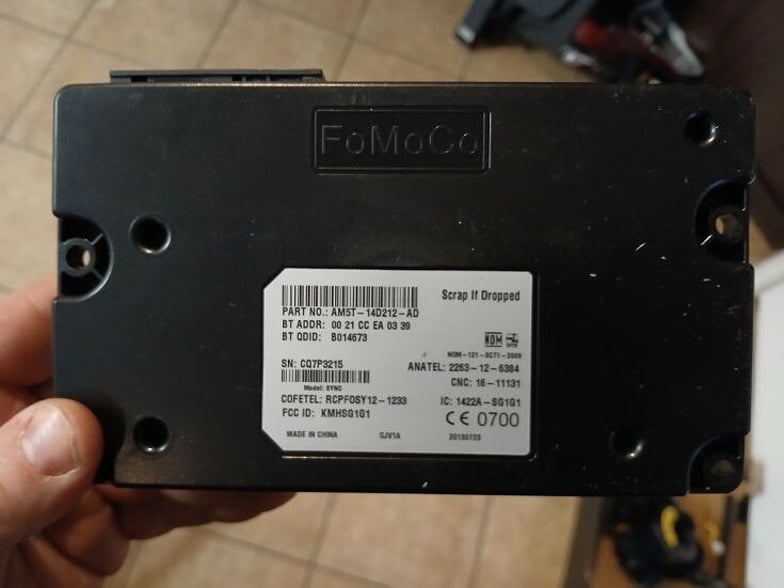 FoMoCo
Scrap If Dropped
PART NO.: AM5T-14D212-AD
BT ADDR: 00 21 CC EA 03 39
BT QDID: B014673
NOM
NOM-121-SCT1-2009
SN: CQ7P3215
ANATEL: 2263-12-6384
Model: SYNC
CNC: 16-11131
COFETEL: RCPFOSY12-1233
IC: 1422A-SG1G1
FCC ID: KMHSG1G1
CE 0700
MADE IN CHINA
GJV1A
20130723